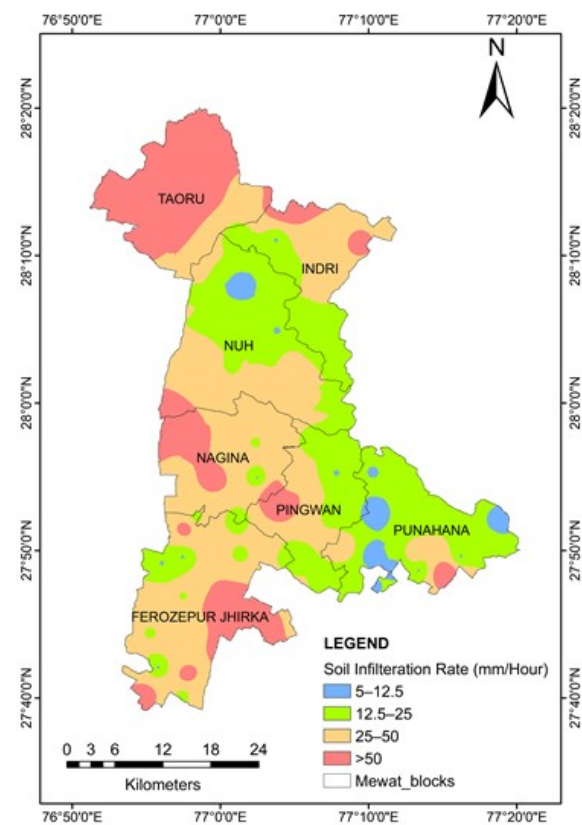 76°50'0"E 77°0'0"E 77°10'0"E 77°20'0"E
N
28°20'0"N 28°20'0"N
TAORU
28°10'0"N 28°10'0"N
INDRI
NUH
28°0'0"N 28°0'0"N
NAGINA
PINGWAN
PUNAHANA
27°50'0"N 27°50'0"N
FEROZEPUR JHIRKA
LEGEND
Soil Infilteration Rate (mm/Hour)
5–12.5
12.5–25
25–50
>50
Mewat_blocks
27°40'0"N 27°40'0"N
0 3 6 12 18 24
Kilometers
76°50'0"E 77°0'0"E 77°10'0"E 77°20'0"E